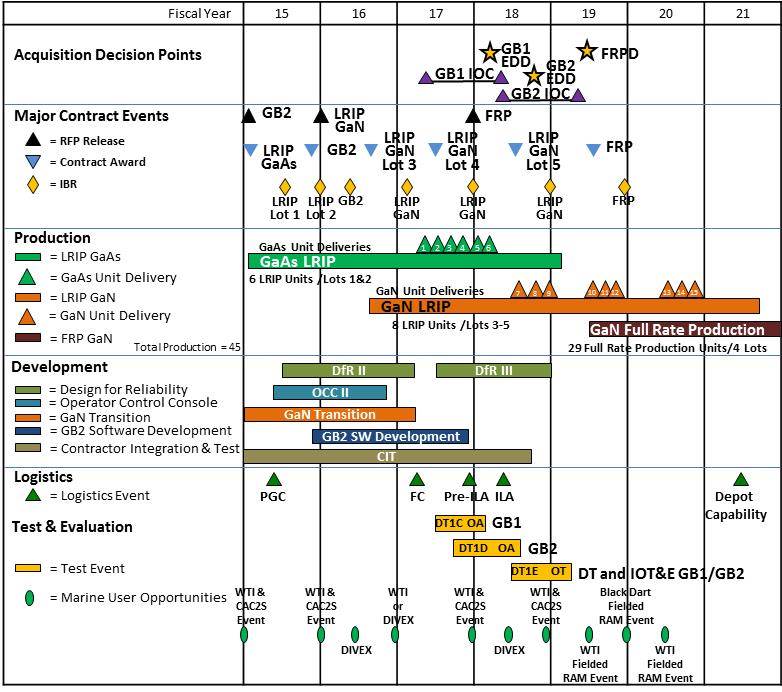 Fiscal Year 15 16 17 18 19 20 21
Acquisition Decision Points
GB1
EDD
FRPD
GB1 IOC
GB2
EDD
GB2 IOC
Major Contract Events
GB2
LRIP
GaN
FRP
= RFP Release
= Contract Award
= IBR
LRIP
GaAs
GB2
LRIP
GaN
Lot 3
LRIP
GaN
Lot 4
LRIP
GaN
Lot 5
FRP
LRIP
Lot 1
LRIP
Lot 2
GB2
LRIP
GaN
LRIP
GaN
LRIP
GaN
FRP
Production
= LRIP GaAs
= GaAs Unit Delivery
= LRIP GaN
= GaN Unit Delivery
= FRP GaN
Total Production = 45
GaAs Unit Deliveries
1 2 3 4 5 6
GaAs LRIP
6 LRIP Units /Lots 1&2
GaN Unit Deliveries
7 8 9 10 11 12 13 14 15
GaN LRIP
8 LRIP Units /Lots 3-5
GaN Full Rate Production
29 Full Rate Production Units/4 Lots
Development
= Design for Reliability
= Operator Control Console
= GaN Transition
= GB2 Software Development
= Contractor Integration & Test
DfR II
DfR III
OCC II
GaN Transition
GB2 SW Development
CIT
Logistics
= Logistics Event
PGC
FC
Pre-ILA
ILA
Depot
Capability
Test & Evaluation
DT1C OA GB1
DT1D OA GB2
= Test Event
DT1E OT DT and IOT&E GB1/GB2
= Marine User Opportunities
WTI &
CAC2S
Event
WTI &
CAC2S
Event
WTI
or
DIVEX
WTI &
CAC2S
Event
WTI &
CAC2S
Event
Black Dart
Fielded
RAM Event
DIVEX
DIVEX
WTI
Fielded
RAM Event
WTI
Fielded
RAM Event